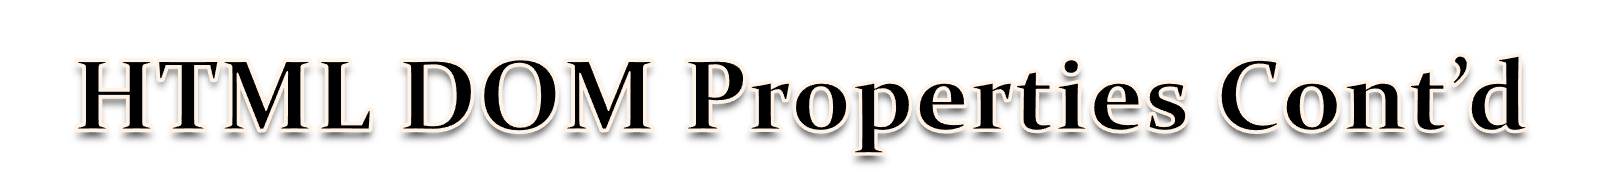 HTML DOM Properties Cont’d